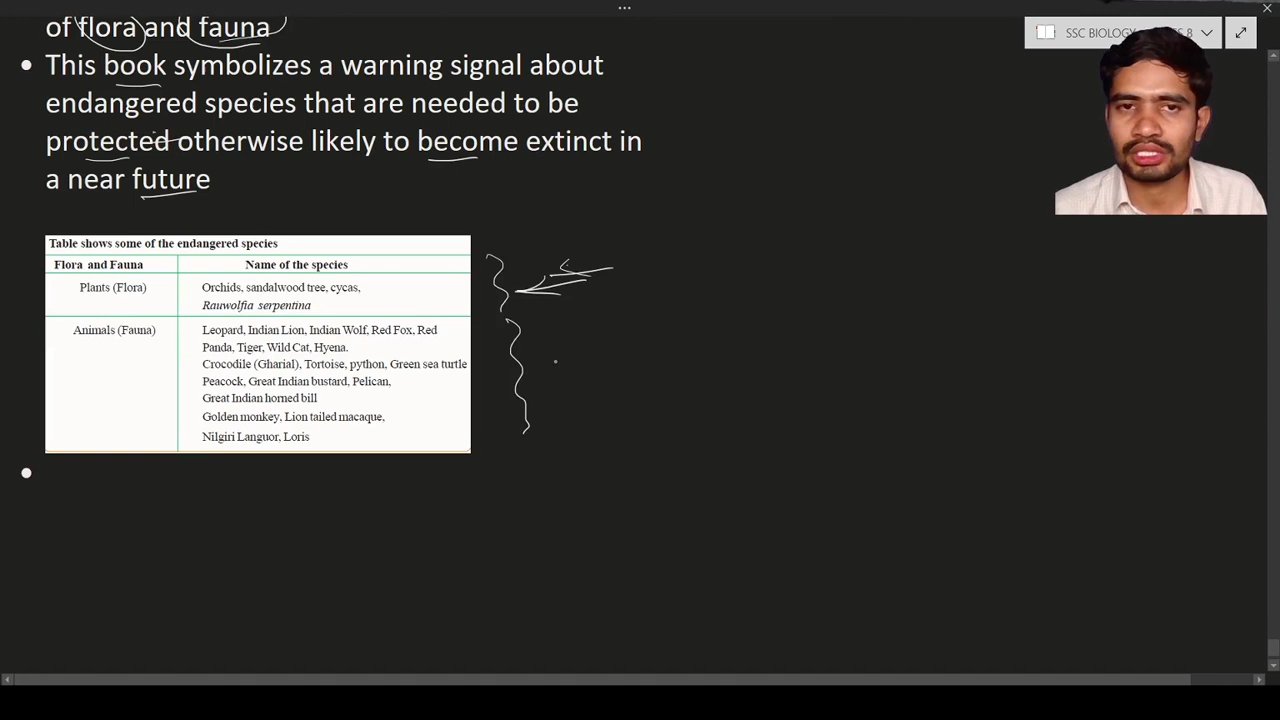 of flora and fauna
SSC BIOLOGY
8
• This book symbolizes a warning signal about
endangered species that are needed to be
protected otherwise likely to become extinct in
a near future
Table shows some of the endangered species
Flora and Fauna Name of the species
Plants (Flora) Orchids, sandalwood tree, cycas,
Rauwolfia serpentina
Animals (Fauna) Leopard, Indian Lion, Indian Wolf, Red Fox, Red
Panda, Tiger, Wild Cat, Hyena.
Crocodile (Gharial), Tortoise, python, Green sea turtle
Peacock, Great Indian bustard, Pelican,
Great Indian horned bill
Golden monkey, Lion tailed macaque,
Nilgiri Languor, Loris
•